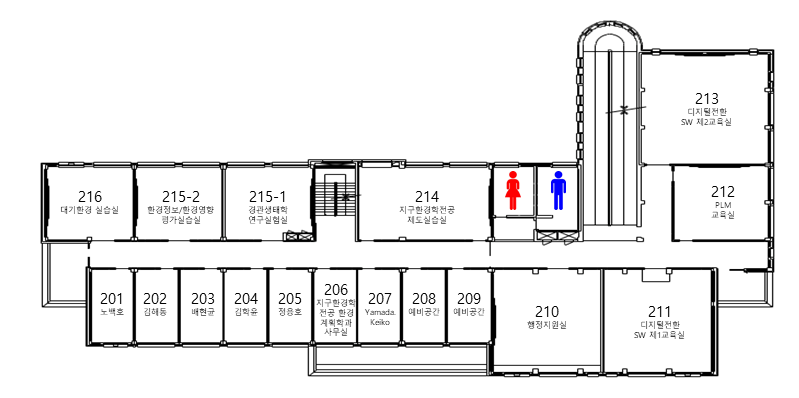 213
디지털전환
SW 제2교육실
216
대기환경 실습실
215-2
환경정보/환경영향
평가실습실
215-1
경관생태학
연구실험실
214
지구환경학전공
제도실습실
212
PLM
교육실
201
노백호
202
김해동
203
배헌균
204
김학윤
205
정응호
206
지구환경학
전공 환경
계획학과
사무실
207
Yamada.
Keiko
208
예비공간
209
예비공간
210
행정지원실
211
디지털전환
SW 제1교육실